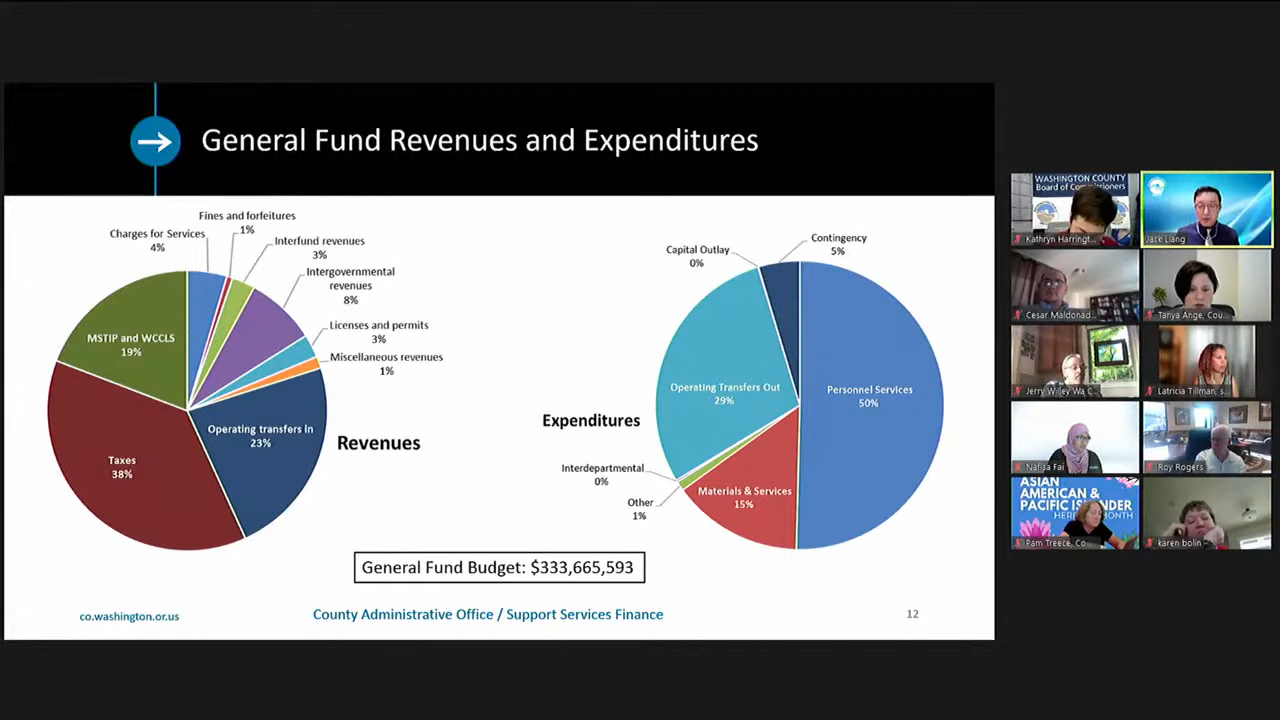 General Fund Revenues and Expenditures
Fines and forfeitures
1%
Charges for Services
4%
Interfund revenues
3%
Intergovernmental
revenues
8%
Licenses and permits
3%
Miscellaneous revenues
1%
MSTIP and WCCLS
19%
Operating transfers in
23%
Taxes
38%
Revenues
Capital Outlay
0%
Contingency
5%
Operating Transfers Out
29%
Personnel Services
50%
Expenditures
Interdepartmental
0%
Other
1%
Materials & Services
15%
General Fund Budget: $333,665,593
co.washington.or.us
County Administrative Office / Support Services Finance
12
WASHINGTON COUNTY
Board of Commissioners
Kathryn Harringt...
Jack Liang
Cesar Maldonad...
Tanya Ange, Cou...
Jerry Willey Wa C...
Latricia Tillman, s...
Nafisa Fai
Roy Rogers
ASIAN
AMERICAN &
PACIFIC ISLANDER
MONTH
Pam Treece, Co...
karen bolin